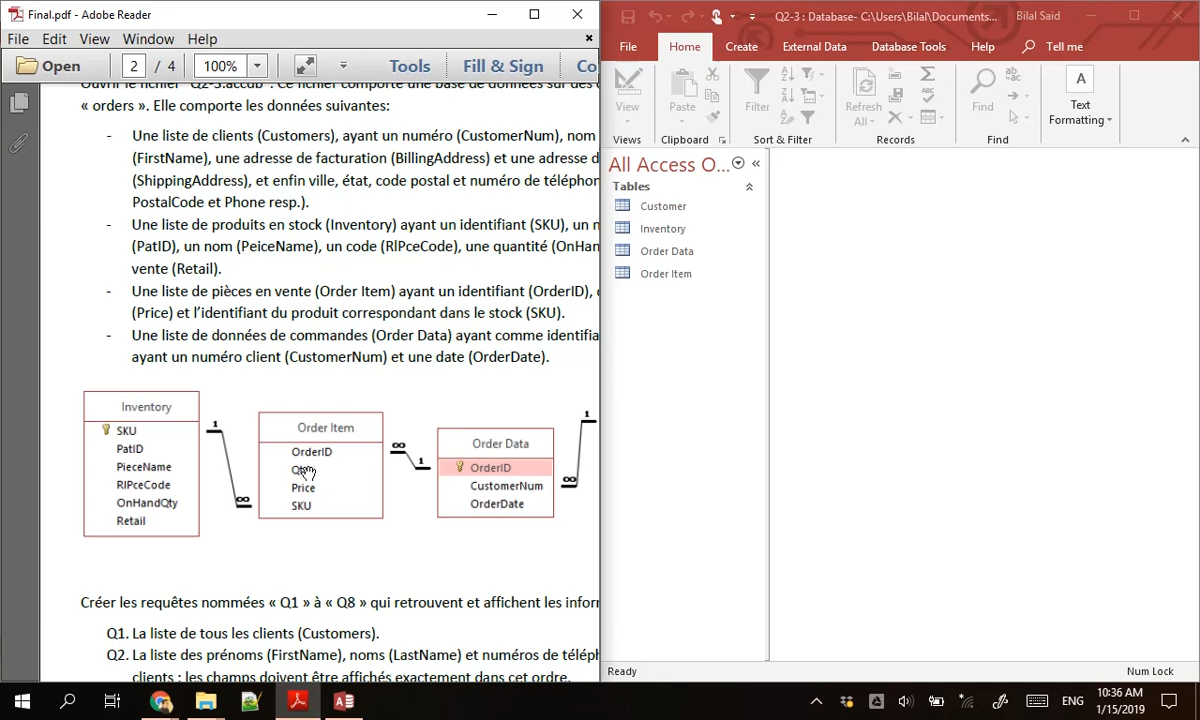 Final.pdf - Adobe Reader
File Edit View Window Help
Open 2 / 4 100% Tools Fill & Sign Co
« orders ». Elle comporte les données suivantes:
- Une liste de clients (Customers), ayant un numéro (CustomerNum), nom
(FirstName), une adresse de facturation (BillingAddress) et une adresse d
(ShippingAddress), et enfin ville, état, code postal et numéro de téléphon
PostalCode et Phone resp.).
- Une liste de produits en stock (Inventory) ayant un identifiant (SKU), un n
(PatID), un nom (PeiceName), un code (RIPceCode), une quantité (OnHan
vente (Retail).
- Une liste de pièces en vente (Order Item) ayant un identifiant (OrderID),
(Price) et l'identifiant du produit correspondant dans le stock (SKU).
- Une liste de données de commandes (Order Data) ayant comme identifia
ayant un numéro client (CustomerNum) et une date (OrderDate).
Inventory
SKU
PatID
PieceName
RIPceCode
OnHandQty
Retail
1
∞
Order Item
OrderID
Price
SKU
∞
1
Order Data
OrderID
CustomerNum
OrderDate
1
∞
Créer les requêtes nommées « Q1 » à « Q8 » qui retrouvent et affichent les infor
Q1. La liste de tous les clients (Customers).
Q2. La liste des prénoms (FirstName), noms (LastName) et numéros de téléph
clients : les champs doivent être affichés exactement dans cet ordre.
Q2-3 : Database- C:\Users\Bilal\Documents... Bilal Said
File Home Create External Data Database Tools Help Tell me
View
Views
Paste
Clipboard
Filter
Sort & Filter
Refresh
All
Records
Find
ab
ac
Find
A
Text
Formatting
Σ
ABC
All Access O... «
Tables
Customer
Inventory
Order Data
Order Item
Ready Num Lock
ENG
10:36 AM
1/15/2019